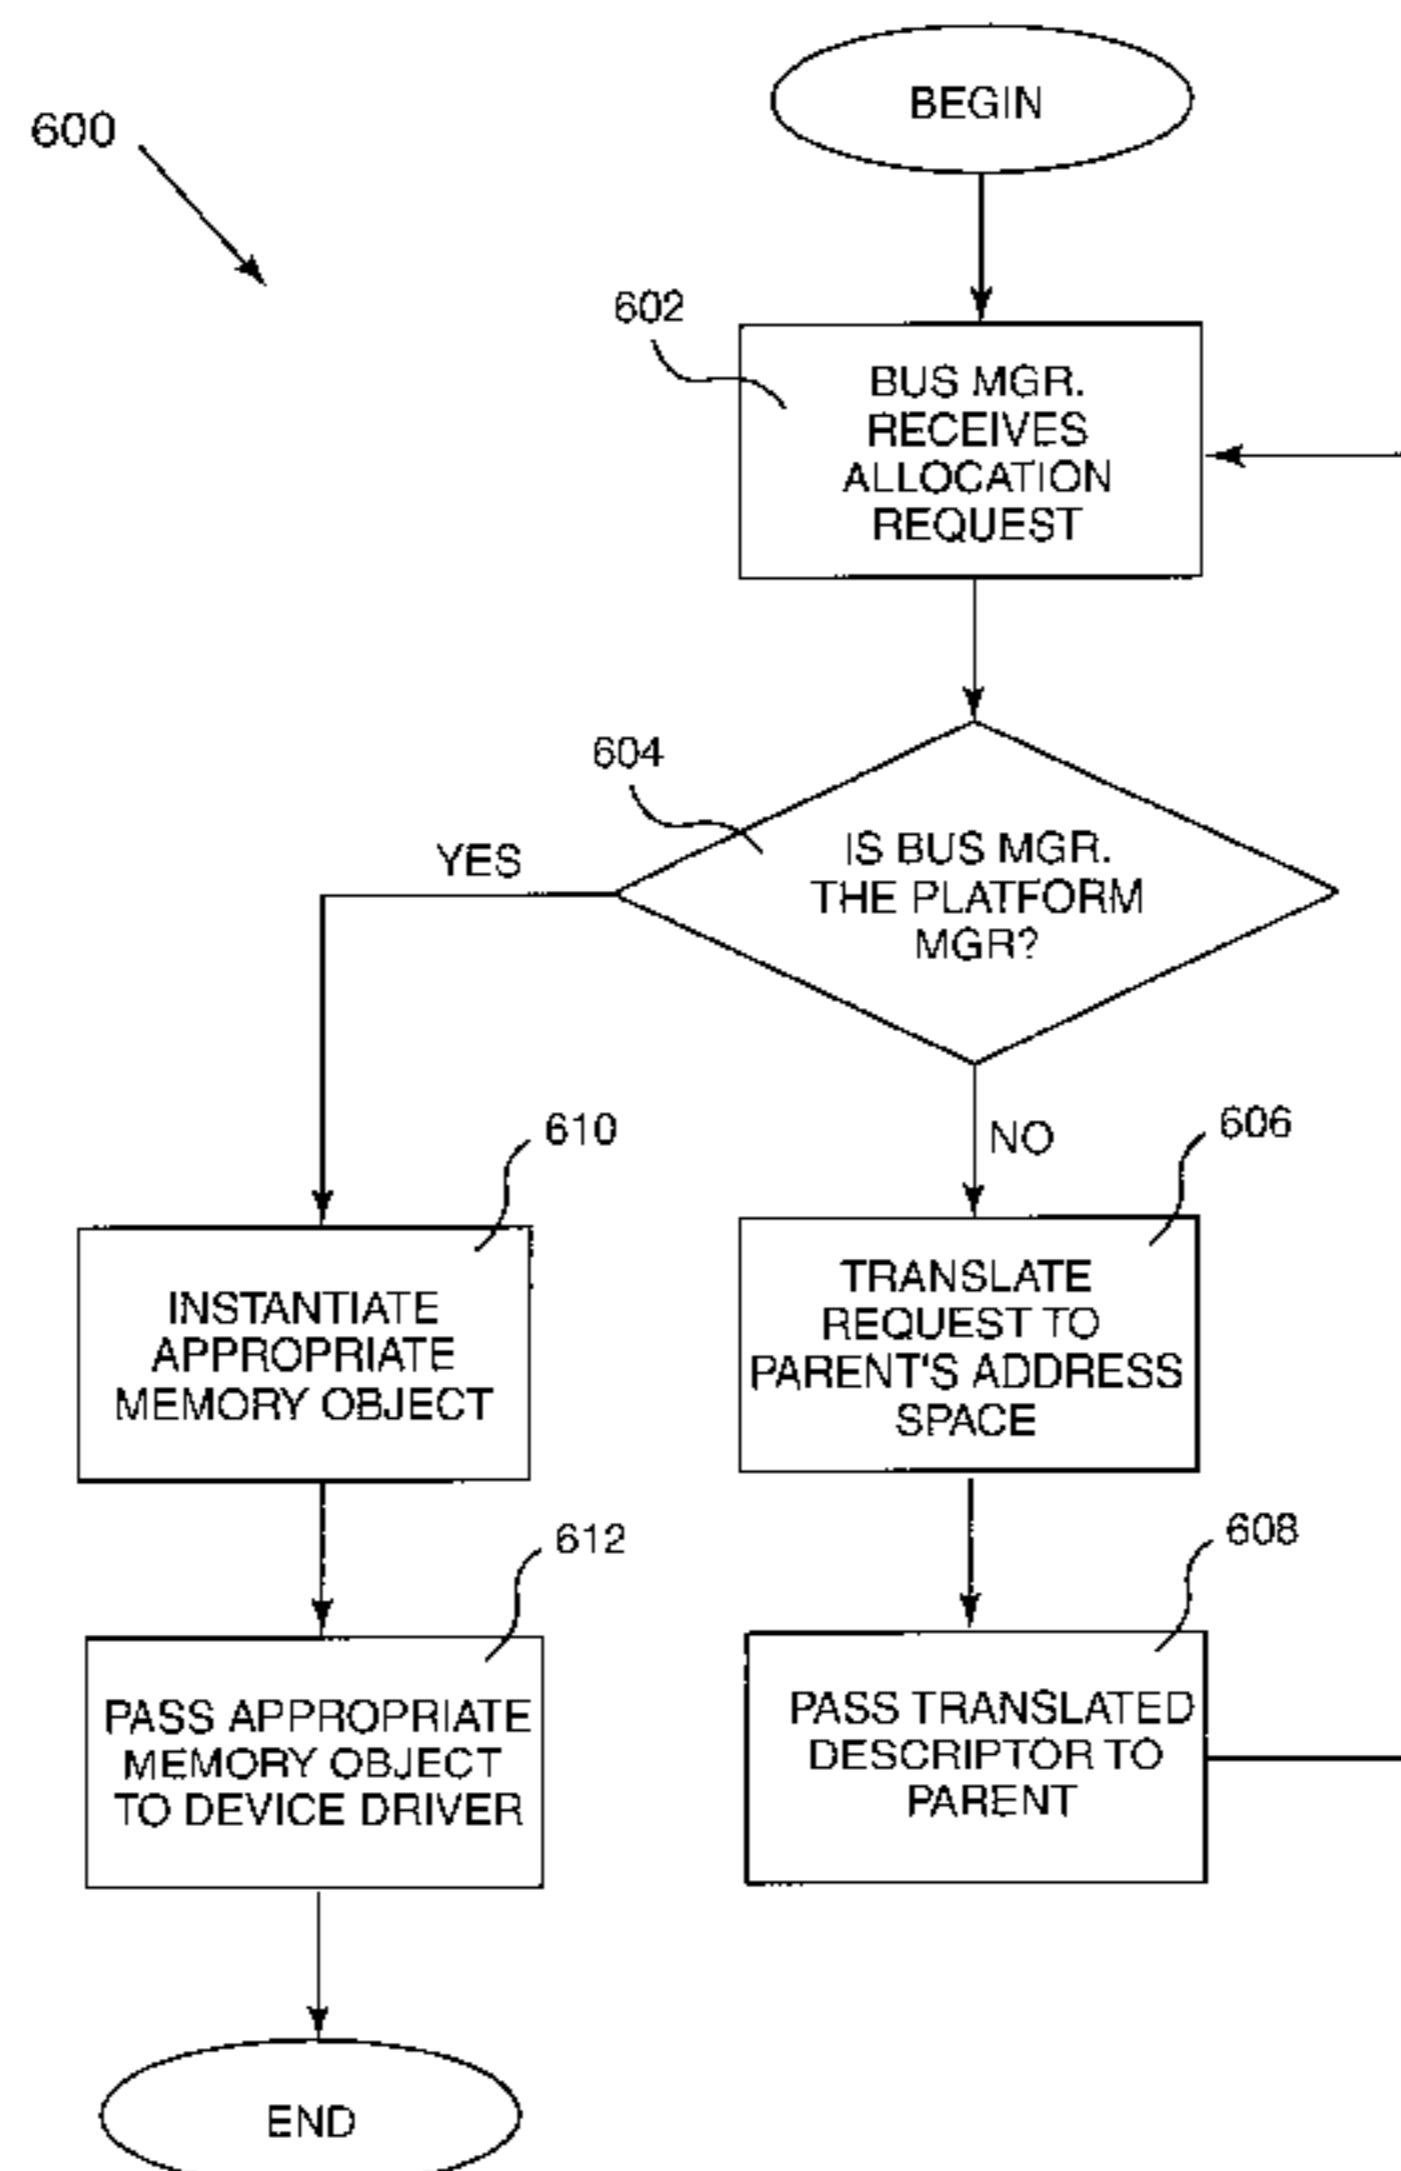 600
BEGIN
602
BUS MGR.
RECEIVES
ALLOCATION
REQUEST
604
YES
IS BUS MGR.
THE PLATFORM
MGR?
NO
610
606
INSTANTIATE
APPROPRIATE
MEMORY OBJECT
TRANSLATE
REQUEST TO
PARENT'S ADDRESS
SPACE
612
608
PASS APPROPRIATE
MEMORY OBJECT
TO DEVICE DRIVER
PASS TRANSLATED
DESCRIPTOR TO
PARENT
END